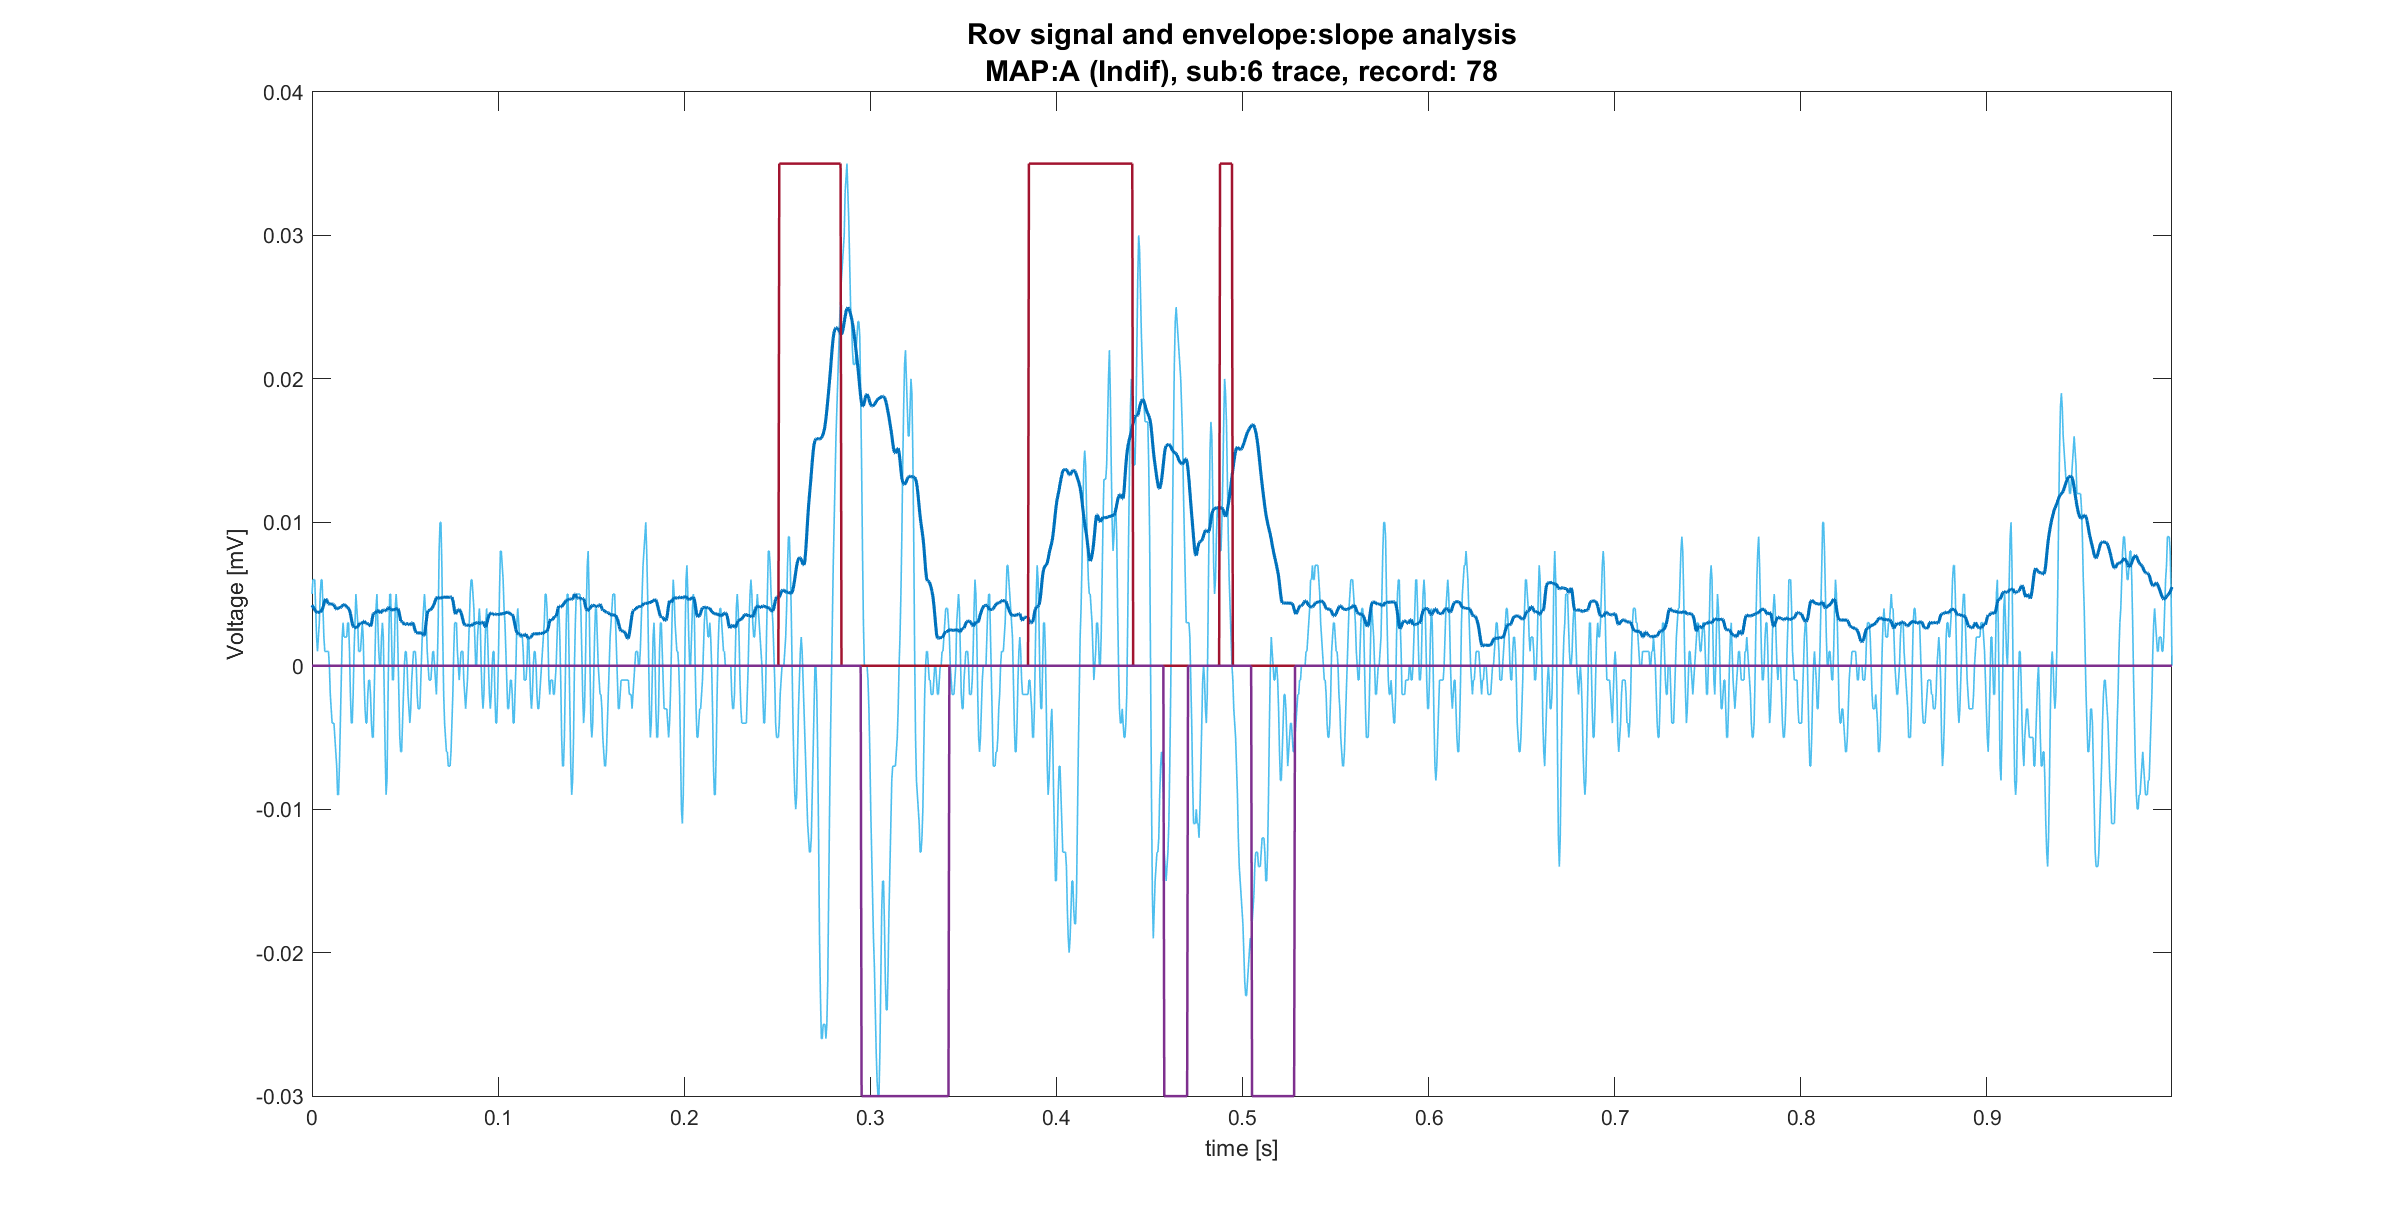 Rov signal and envelope:slope analysis
MAP:A (Indif), sub:6 trace, record: 78
0.04
0.03
0.02
0.01
0
-0.01
-0.02
-0.03
Voltage [mV]
0 0.1 0.2 0.3 0.4 0.5 0.6 0.7 0.8 0.9
time [s]